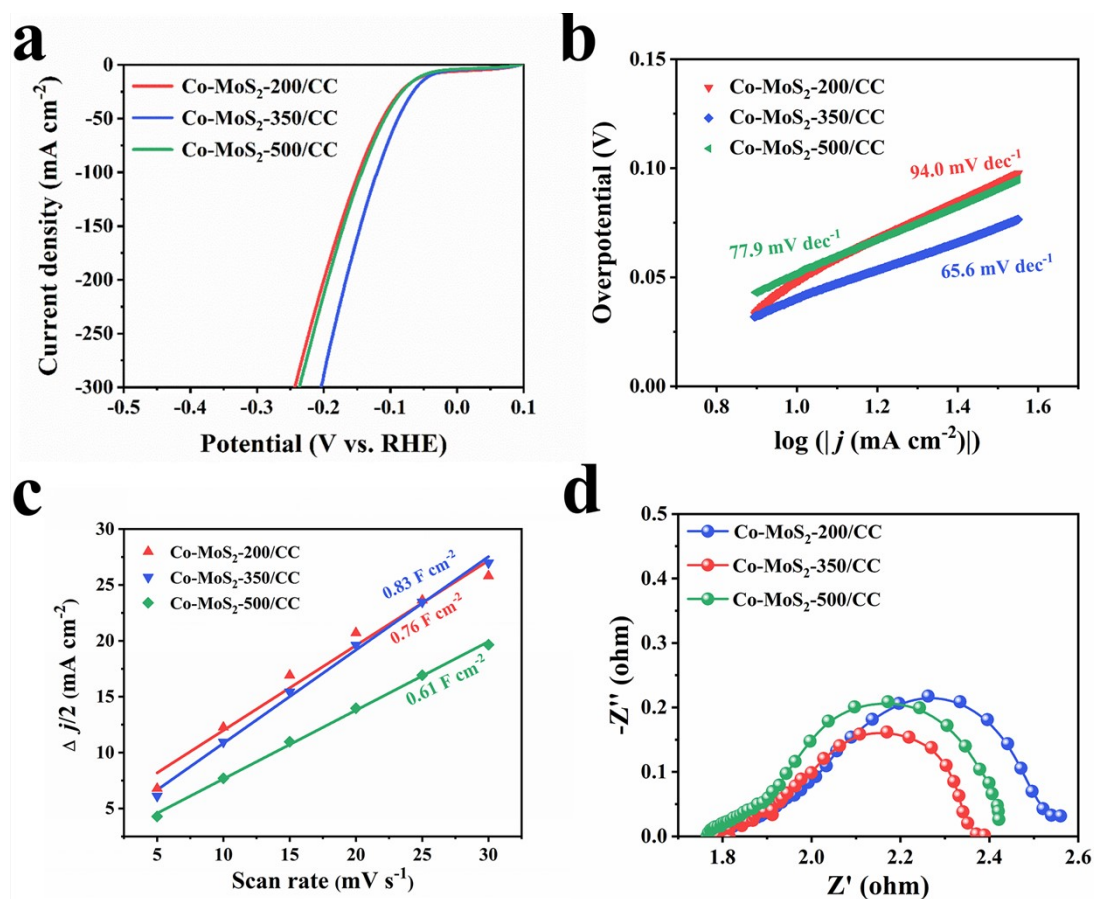 a
Co-MoS₂-200/CC
Co-MoS₂-350/CC
Co-MoS₂-500/CC
0
-50
-100
-150
-200
-250
-300
-0.5 -0.4 -0.3 -0.2 -0.1 0.0 0.1
Current density (mA cm⁻²)
Potential (V vs. RHE)
b
Co-MoS₂-200/CC
Co-MoS₂-350/CC
Co-MoS₂-500/CC
94.0 mV dec⁻¹
77.9 mV dec⁻¹
65.6 mV dec⁻¹
0.15
0.10
0.05
0.00
0.8 1.0 1.2 1.4 1.6
Overpotential (V)
log (| j (mA cm⁻²)|)
c
Co-MoS₂-200/CC
Co-MoS₂-350/CC
Co-MoS₂-500/CC
0.83 F cm⁻²
0.76 F cm⁻²
0.61 F cm⁻²
30
25
20
15
10
5
5 10 15 20 25 30
Δ j/2 (mA cm⁻²)
Scan rate (mV s⁻¹)
d
Co-MoS₂-200/CC
Co-MoS₂-350/CC
Co-MoS₂-500/CC
0.5
0.4
0.3
0.2
0.1
0.0
1.8 2.0 2.2 2.4 2.6
-Z'' (ohm)
Z' (ohm)